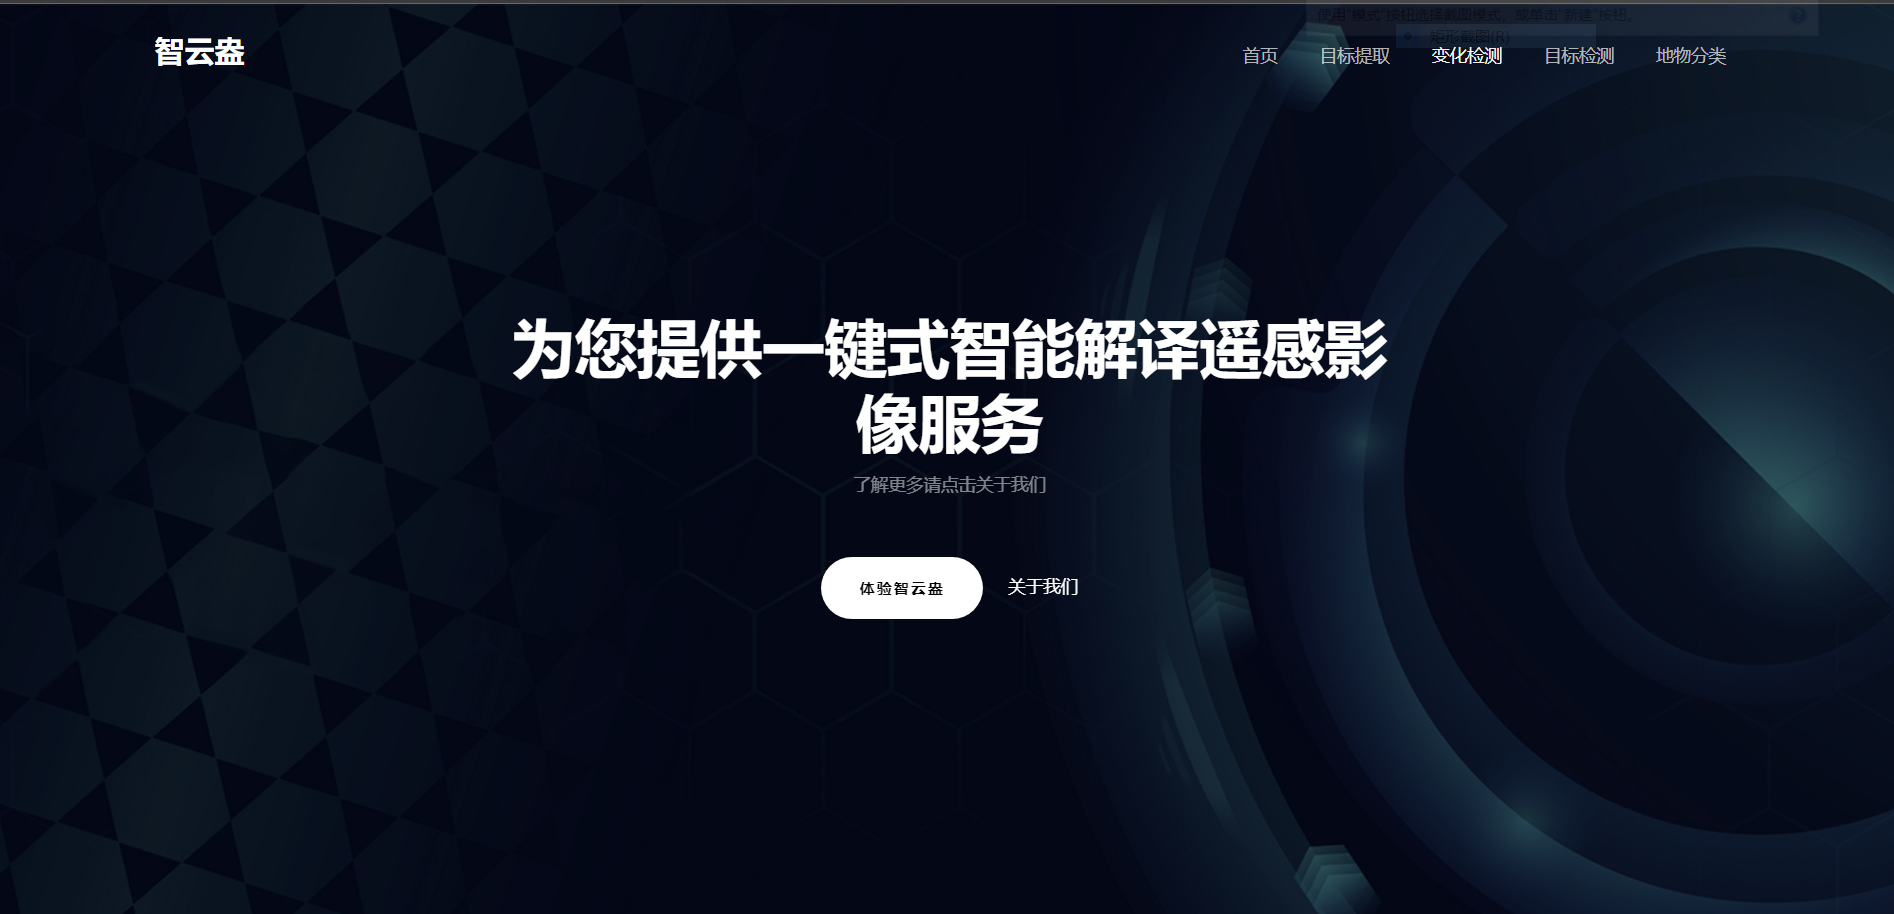 使用“模式”按钮选择截图模式，或单击“新建”按钮。
矩形截图(R)
智云盎
首页 目标提取 变化检测 目标检测 地物分类
为您提供一键式智能解译遥感影
像服务
了解更多请点击关于我们
体验智云盎 关于我们